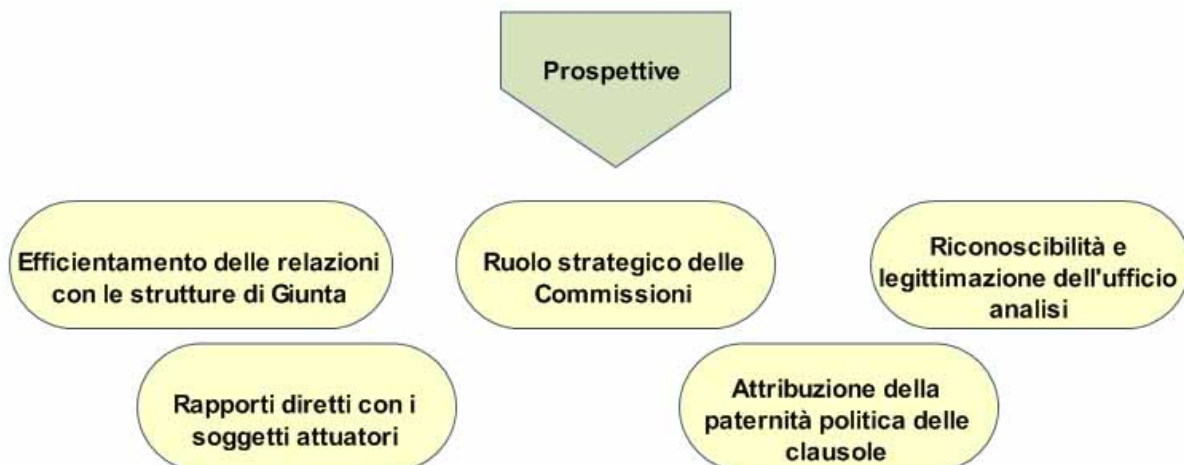 Prospettive
Efficientamento delle relazioni
con le strutture di Giunta
Ruolo strategico delle
Commissioni
Riconoscibilità e
legittimazione dell'ufficio
analisi
Rapporti diretti con i
soggetti attuatori
Attribuzione della
paternità politica delle
clausole